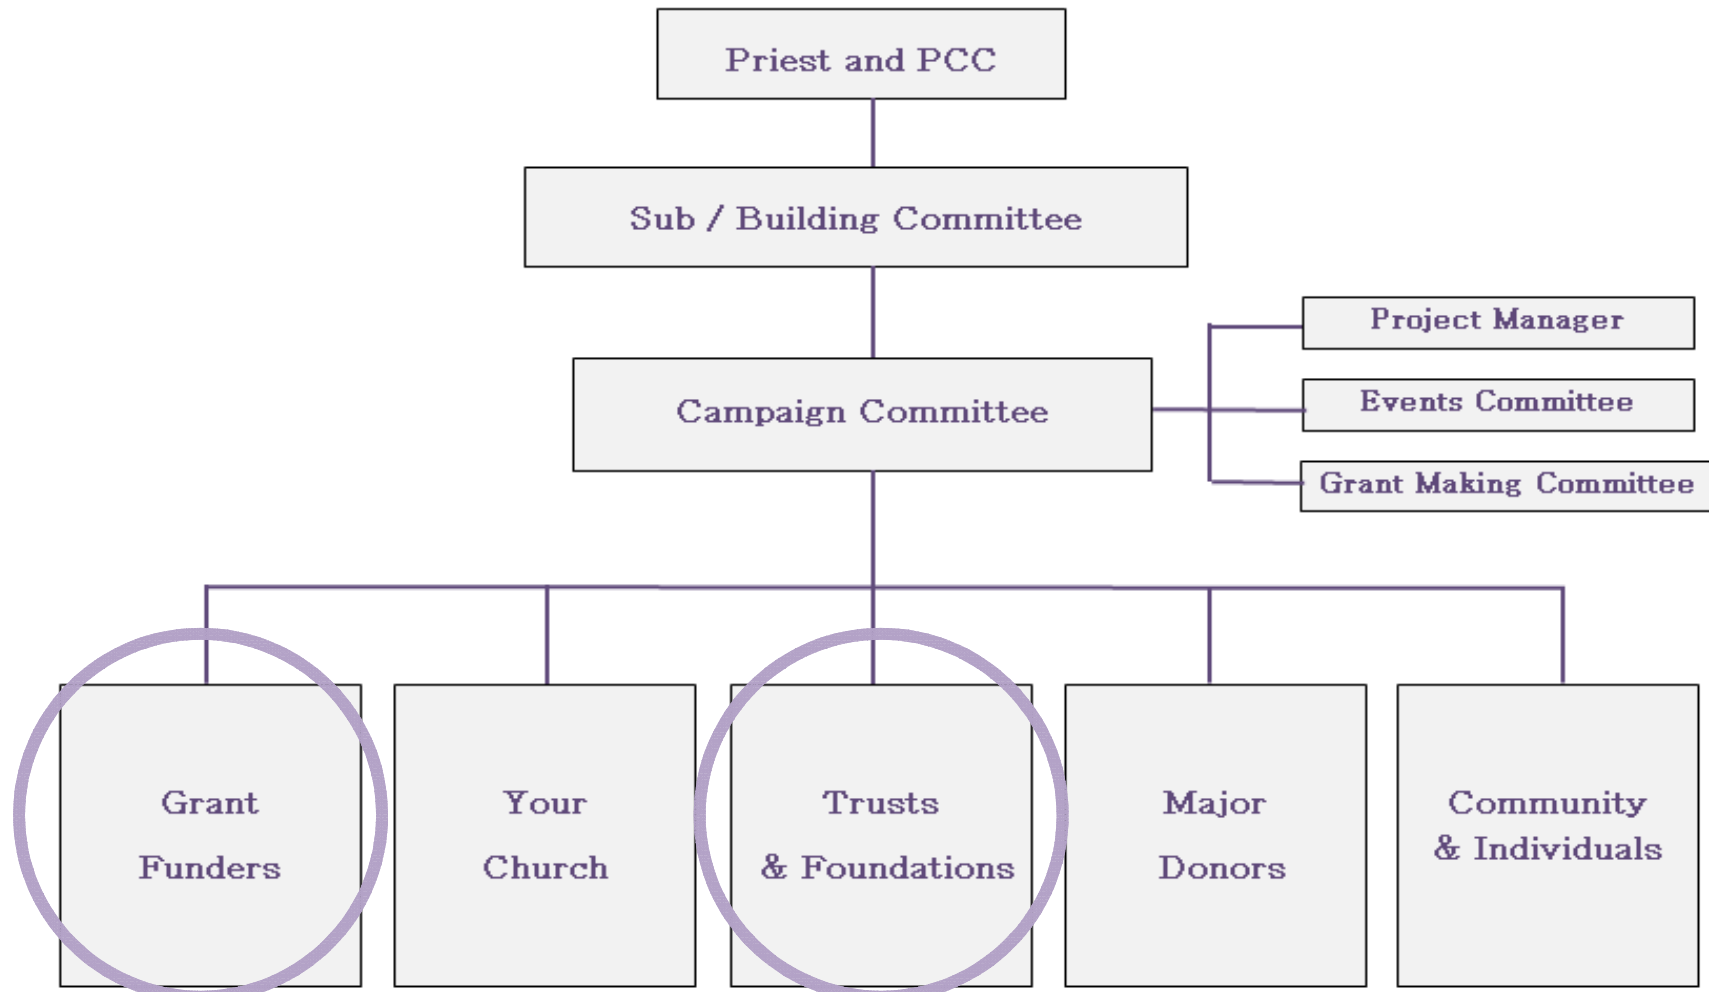 Priest and PCC
Sub / Building Committee
Project Manager
Events Committee
Campaign Committee
Grant Making Committee
Grant
Funders
Your
Church
Trusts
& Foundations
Major
Donors
Community
& Individuals